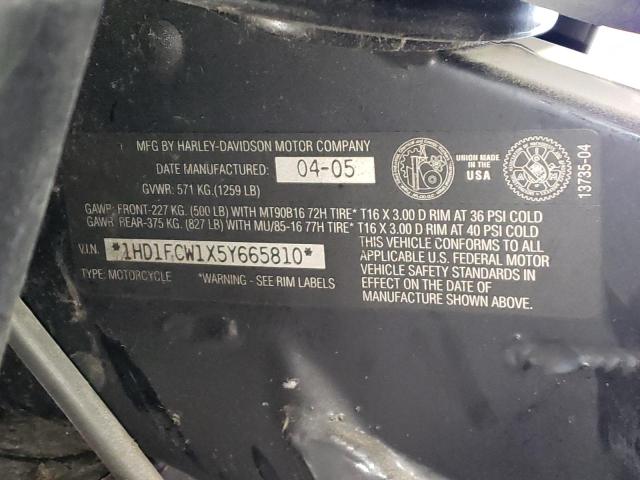 MFG BY HARLEY-DAVIDSON MOTOR COMPANY
DATE MANUFACTURED: 04-05
GVWR: 571 KG.(1259 LB)
UNION MADE
IN THE
USA
13735-04
GAWR: FRONT-227 KG. (500 LB) WITH MT90B16 72H TIRE* T16 X 3.00 D RIM AT 36 PSI COLD
GAWR: REAR-375 KG. (827 LB) WITH MU/85-16 77H TIRE* T16 X 3.00 D RIM AT 40 PSI COLD
V.I.N. *1HD1FCW1X5Y665810*
TYPE: MOTORCYCLE *WARNING - SEE RIM LABELS
THIS VEHICLE CONFORMS TO ALL
APPLICABLE U.S. FEDERAL MOTOR
VEHICLE SAFETY STANDARDS IN
EFFECT ON THE DATE OF
MANUFACTURE SHOWN ABOVE.